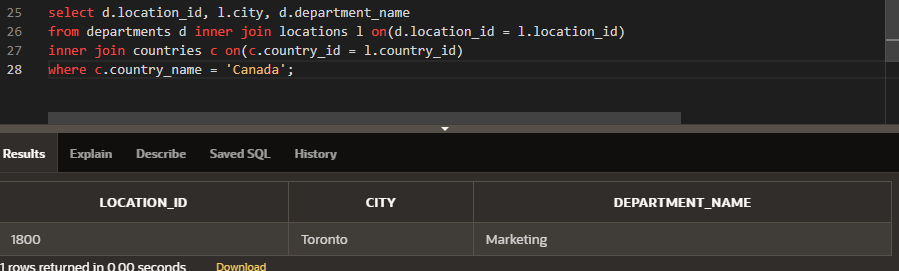 25 select d.location_id, l.city, d.department_name
26 from departments d inner join locations l on(d.location_id = l.location_id)
27 inner join countries c on(c.country_id = l.country_id)
28 where c.country_name = 'Canada';
Results Explain Describe Saved SQL History
LOCATION_ID CITY DEPARTMENT_NAME
1800 Toronto Marketing
1 rows returned in 0.00 seconds Download